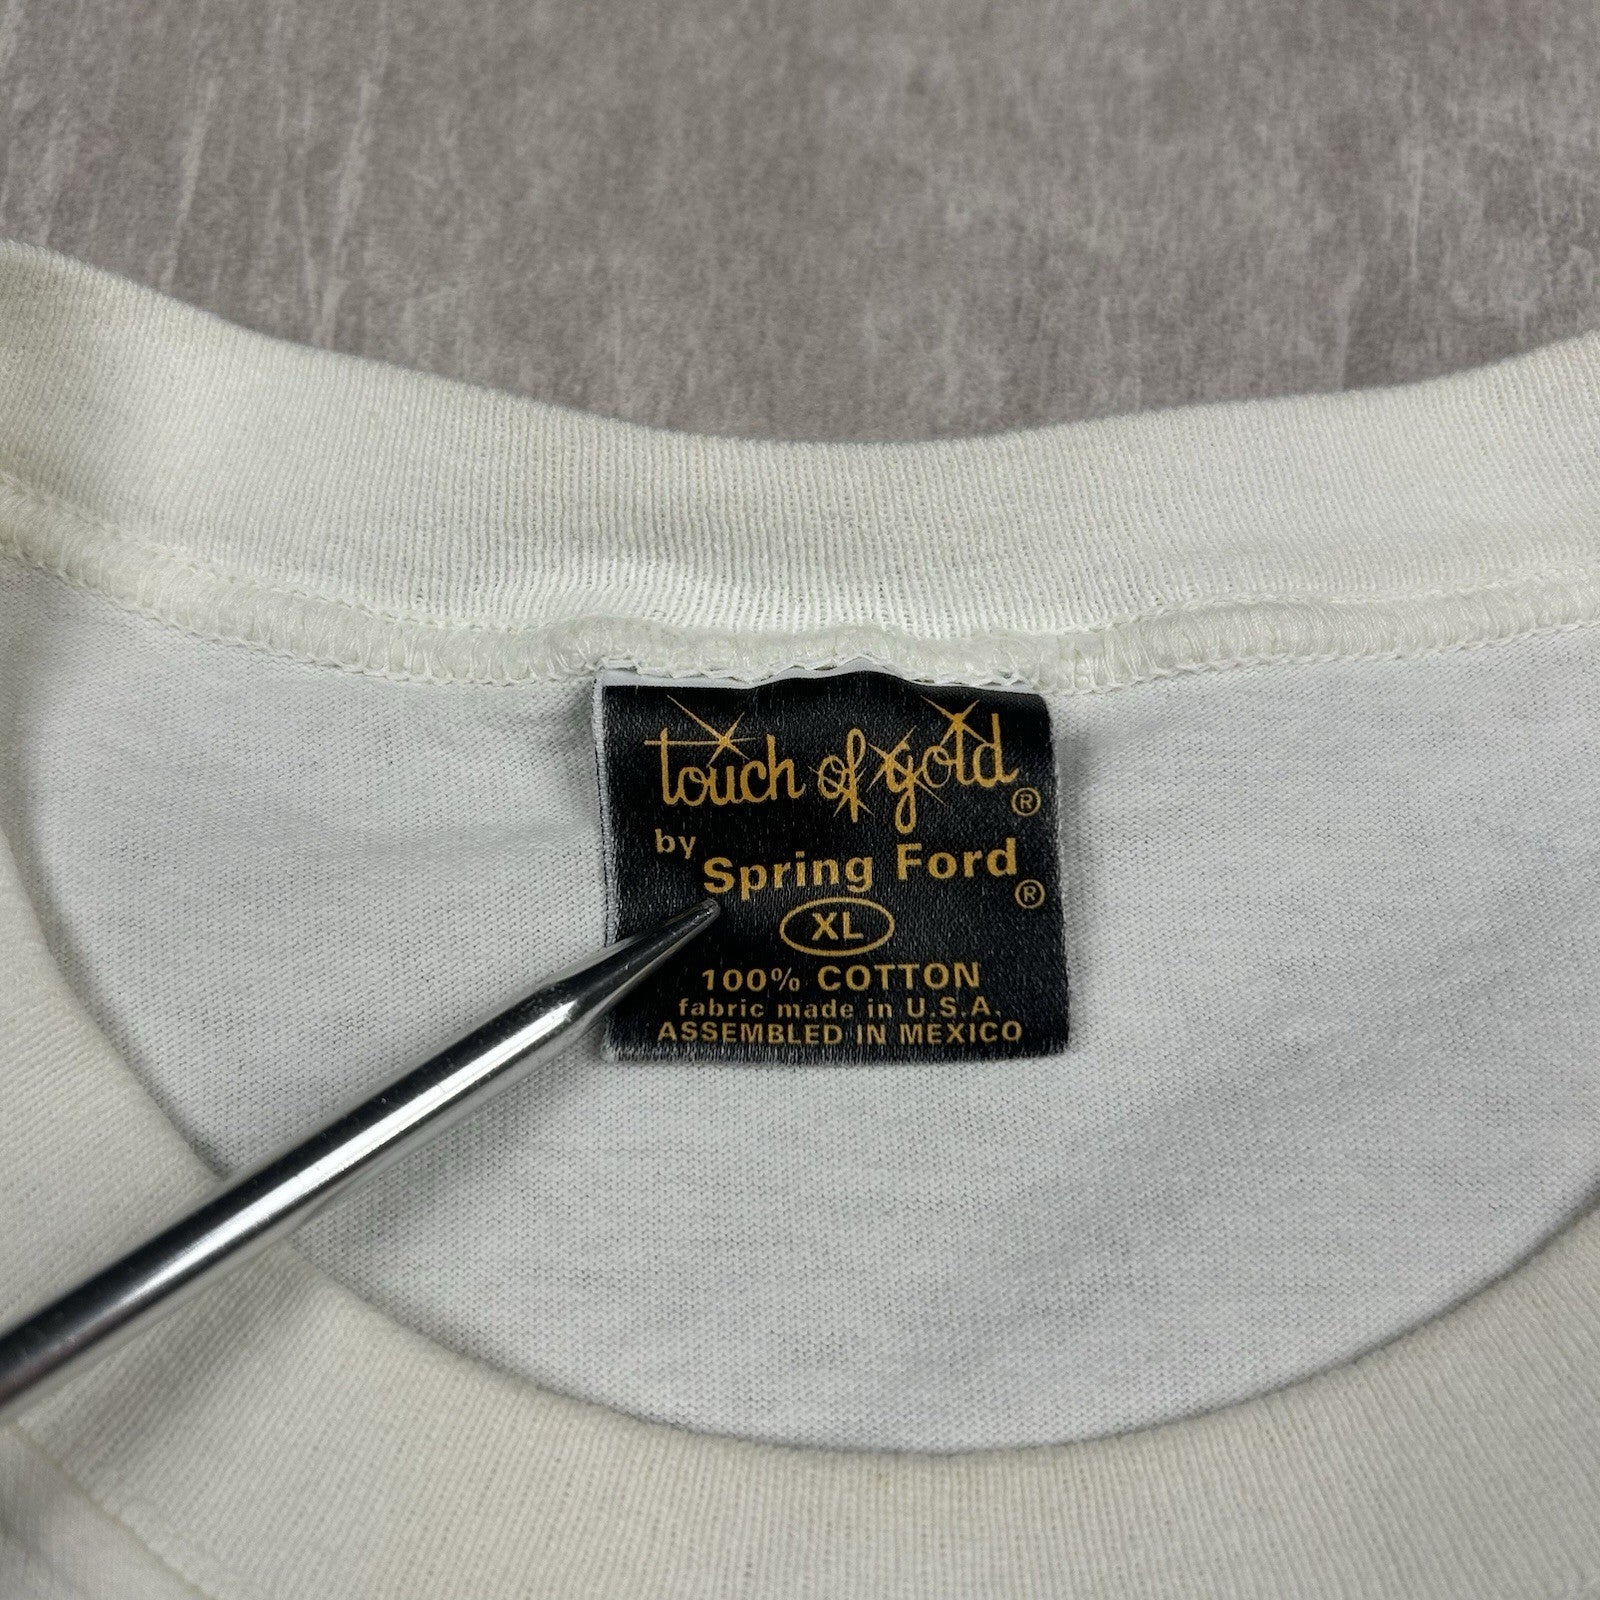 touch of gold®
by Spring Ford®
XL
100% COTTON
fabric made in U.S.A.
ASSEMBLED IN MEXICO